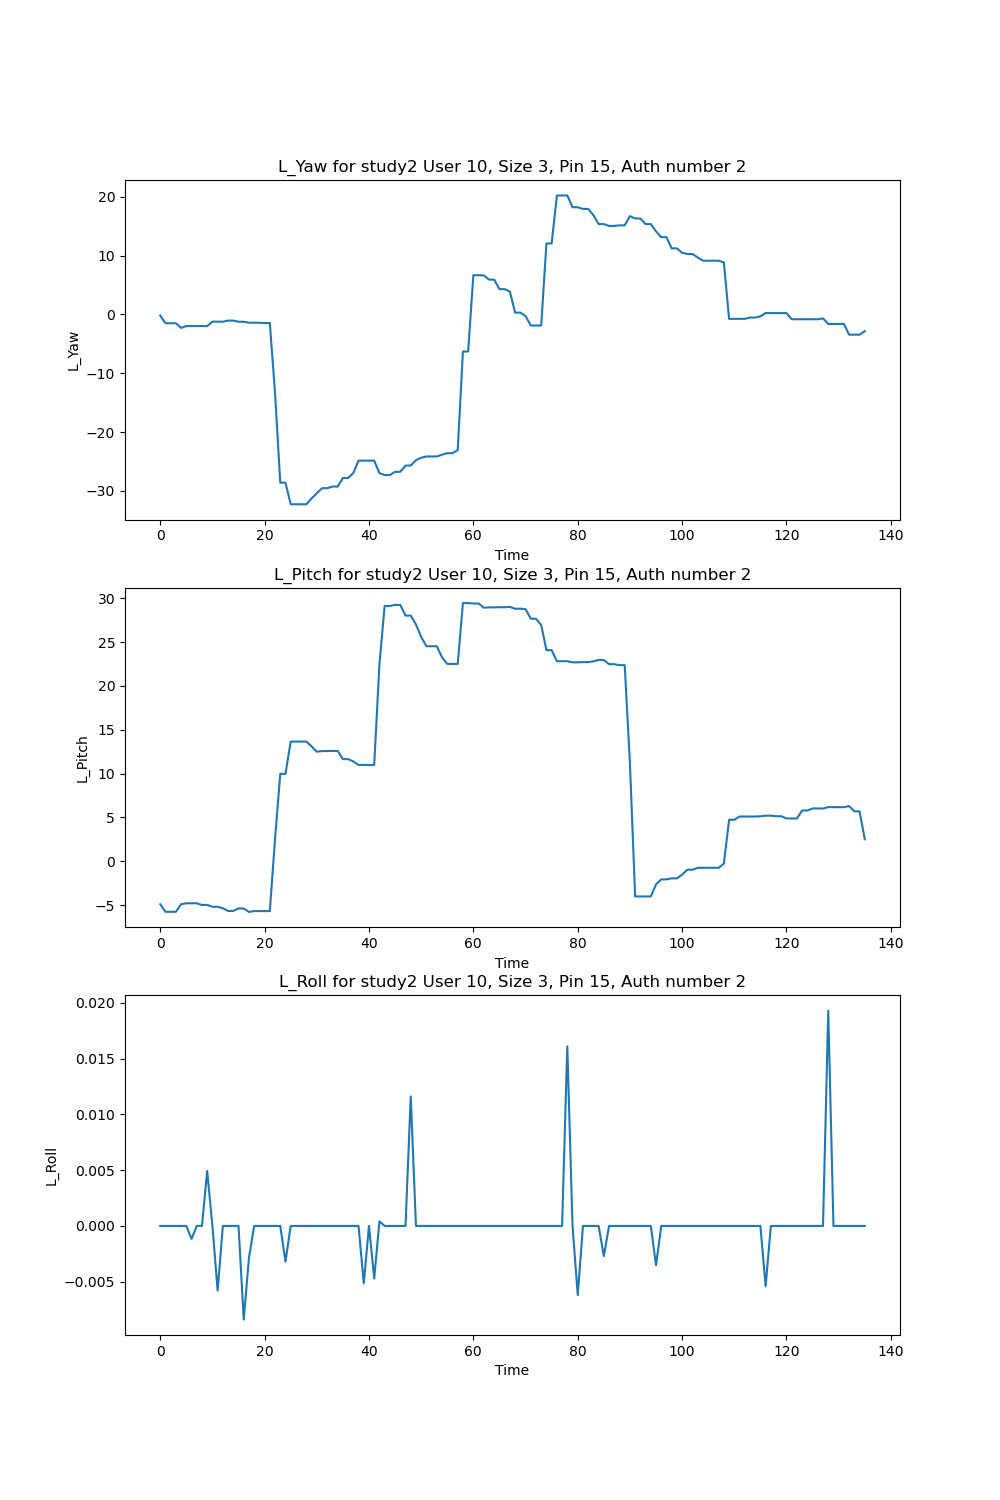 L_Yaw for study2 User 10, Size 3, Pin 15, Auth number 2
20
10
0
−10
−20
−30
L_Yaw
0 20 40 60 80 100 120 140
Time
L_Pitch for study2 User 10, Size 3, Pin 15, Auth number 2
30
25
20
15
10
5
0
−5
L_Pitch
0 20 40 60 80 100 120 140
Time
L_Roll for study2 User 10, Size 3, Pin 15, Auth number 2
0.020
0.015
0.010
0.005
0.000
−0.005
L_Roll
0 20 40 60 80 100 120 140
Time